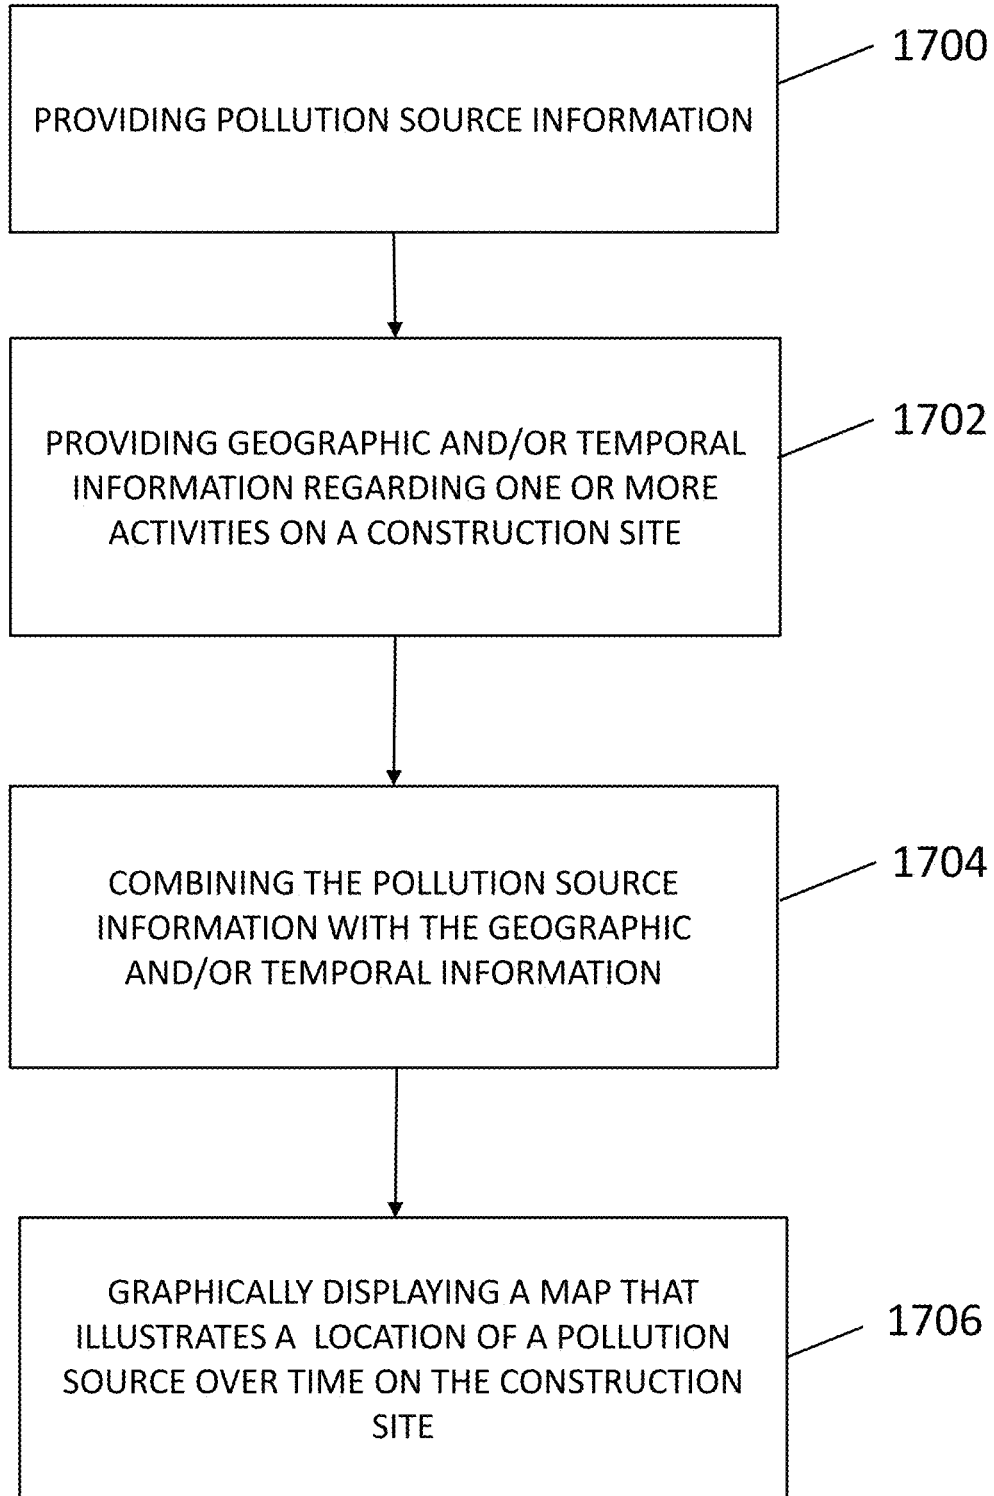 1700
PROVIDING POLLUTION SOURCE INFORMATION
1702
PROVIDING GEOGRAPHIC AND/OR TEMPORAL
INFORMATION REGARDING ONE OR MORE
ACTIVITIES ON A CONSTRUCTION SITE
1704
COMBINING THE POLLUTION SOURCE
INFORMATION WITH THE GEOGRAPHIC
AND/OR TEMPORAL INFORMATION
1706
GRAPHICALLY DISPLAYING A MAP THAT
ILLUSTRATES A LOCATION OF A POLLUTION
SOURCE OVER TIME ON THE CONSTRUCTION
SITE